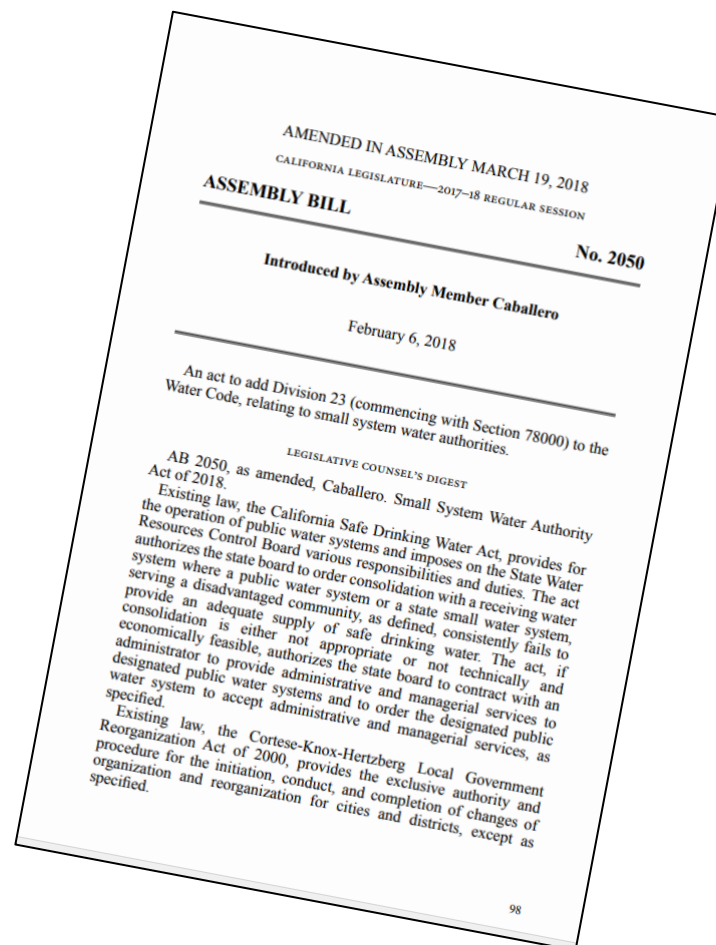 AMENDED IN ASSEMBLY MARCH 19, 2018
CALIFORNIA LEGISLATURE—2017–18 REGULAR SESSION
ASSEMBLY BILL
No. 2050
Introduced by Assembly Member Caballero
February 6, 2018
An act to add Division 23 (commencing with Section 78000) to the
Water Code, relating to small system water authorities.
LEGISLATIVE COUNSEL'S DIGEST
AB 2050, as amended, Caballero. Small System Water Authority
Act of 2018.
Existing law, the California Safe Drinking Water Act, provides for
the operation of public water systems and imposes on the State Water
Resources Control Board various responsibilities and duties. The act
authorizes the state board to order consolidation with a receiving water
system where a public water system or a state small water system,
serving a disadvantaged community, as defined, consistently fails to
provide an adequate supply of safe drinking water. The act, if
consolidation is either not appropriate or not technically and
economically feasible, authorizes the state board to contract with an
administrator to provide administrative and managerial services to
designated public water systems and to order the designated public
water system to accept administrative and managerial services, as
specified.
Existing law, the Cortese-Knox-Hertzberg Local Government
Reorganization Act of 2000, provides the exclusive authority and
procedure for the initiation, conduct, and completion of changes of
organization and reorganization for cities and districts, except as
specified.
98